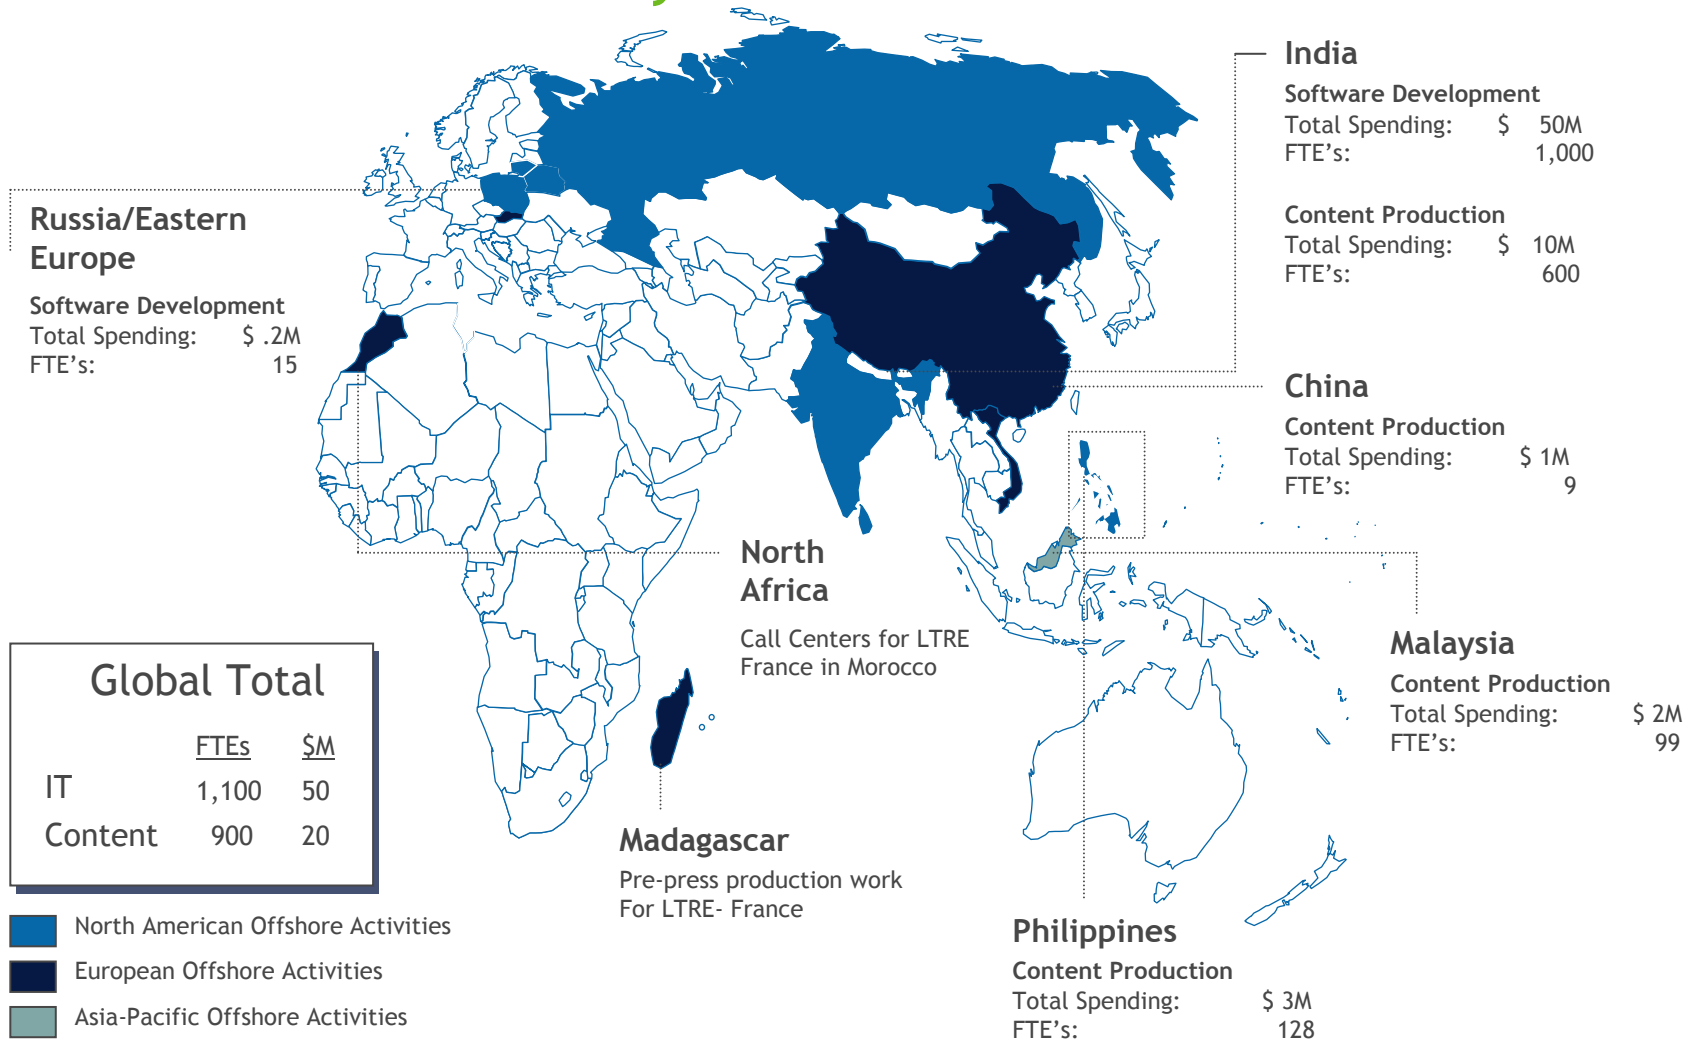 India
Software Development
Total Spending: $ 50M
FTE’s: 1,000
Content Production
Total Spending: $ 10M
FTE’s: 600
Russia/Eastern
Europe
Software Development
Total Spending: $ .2M
FTE’s: 15
China
Content Production
Total Spending: $ 1M
FTE’s: 9
North
Africa
Call Centers for LTRE
France in Morocco
Malaysia
Content Production
Total Spending: $ 2M
FTE’s: 99
Global Total
FTEs $M
IT 1,100 50
Content 900 20
Madagascar
Pre-press production work
For LTRE- France
Philippines
Content Production
Total Spending: $ 3M
FTE’s: 128
North American Offshore Activities
European Offshore Activities
Asia-Pacific Offshore Activities